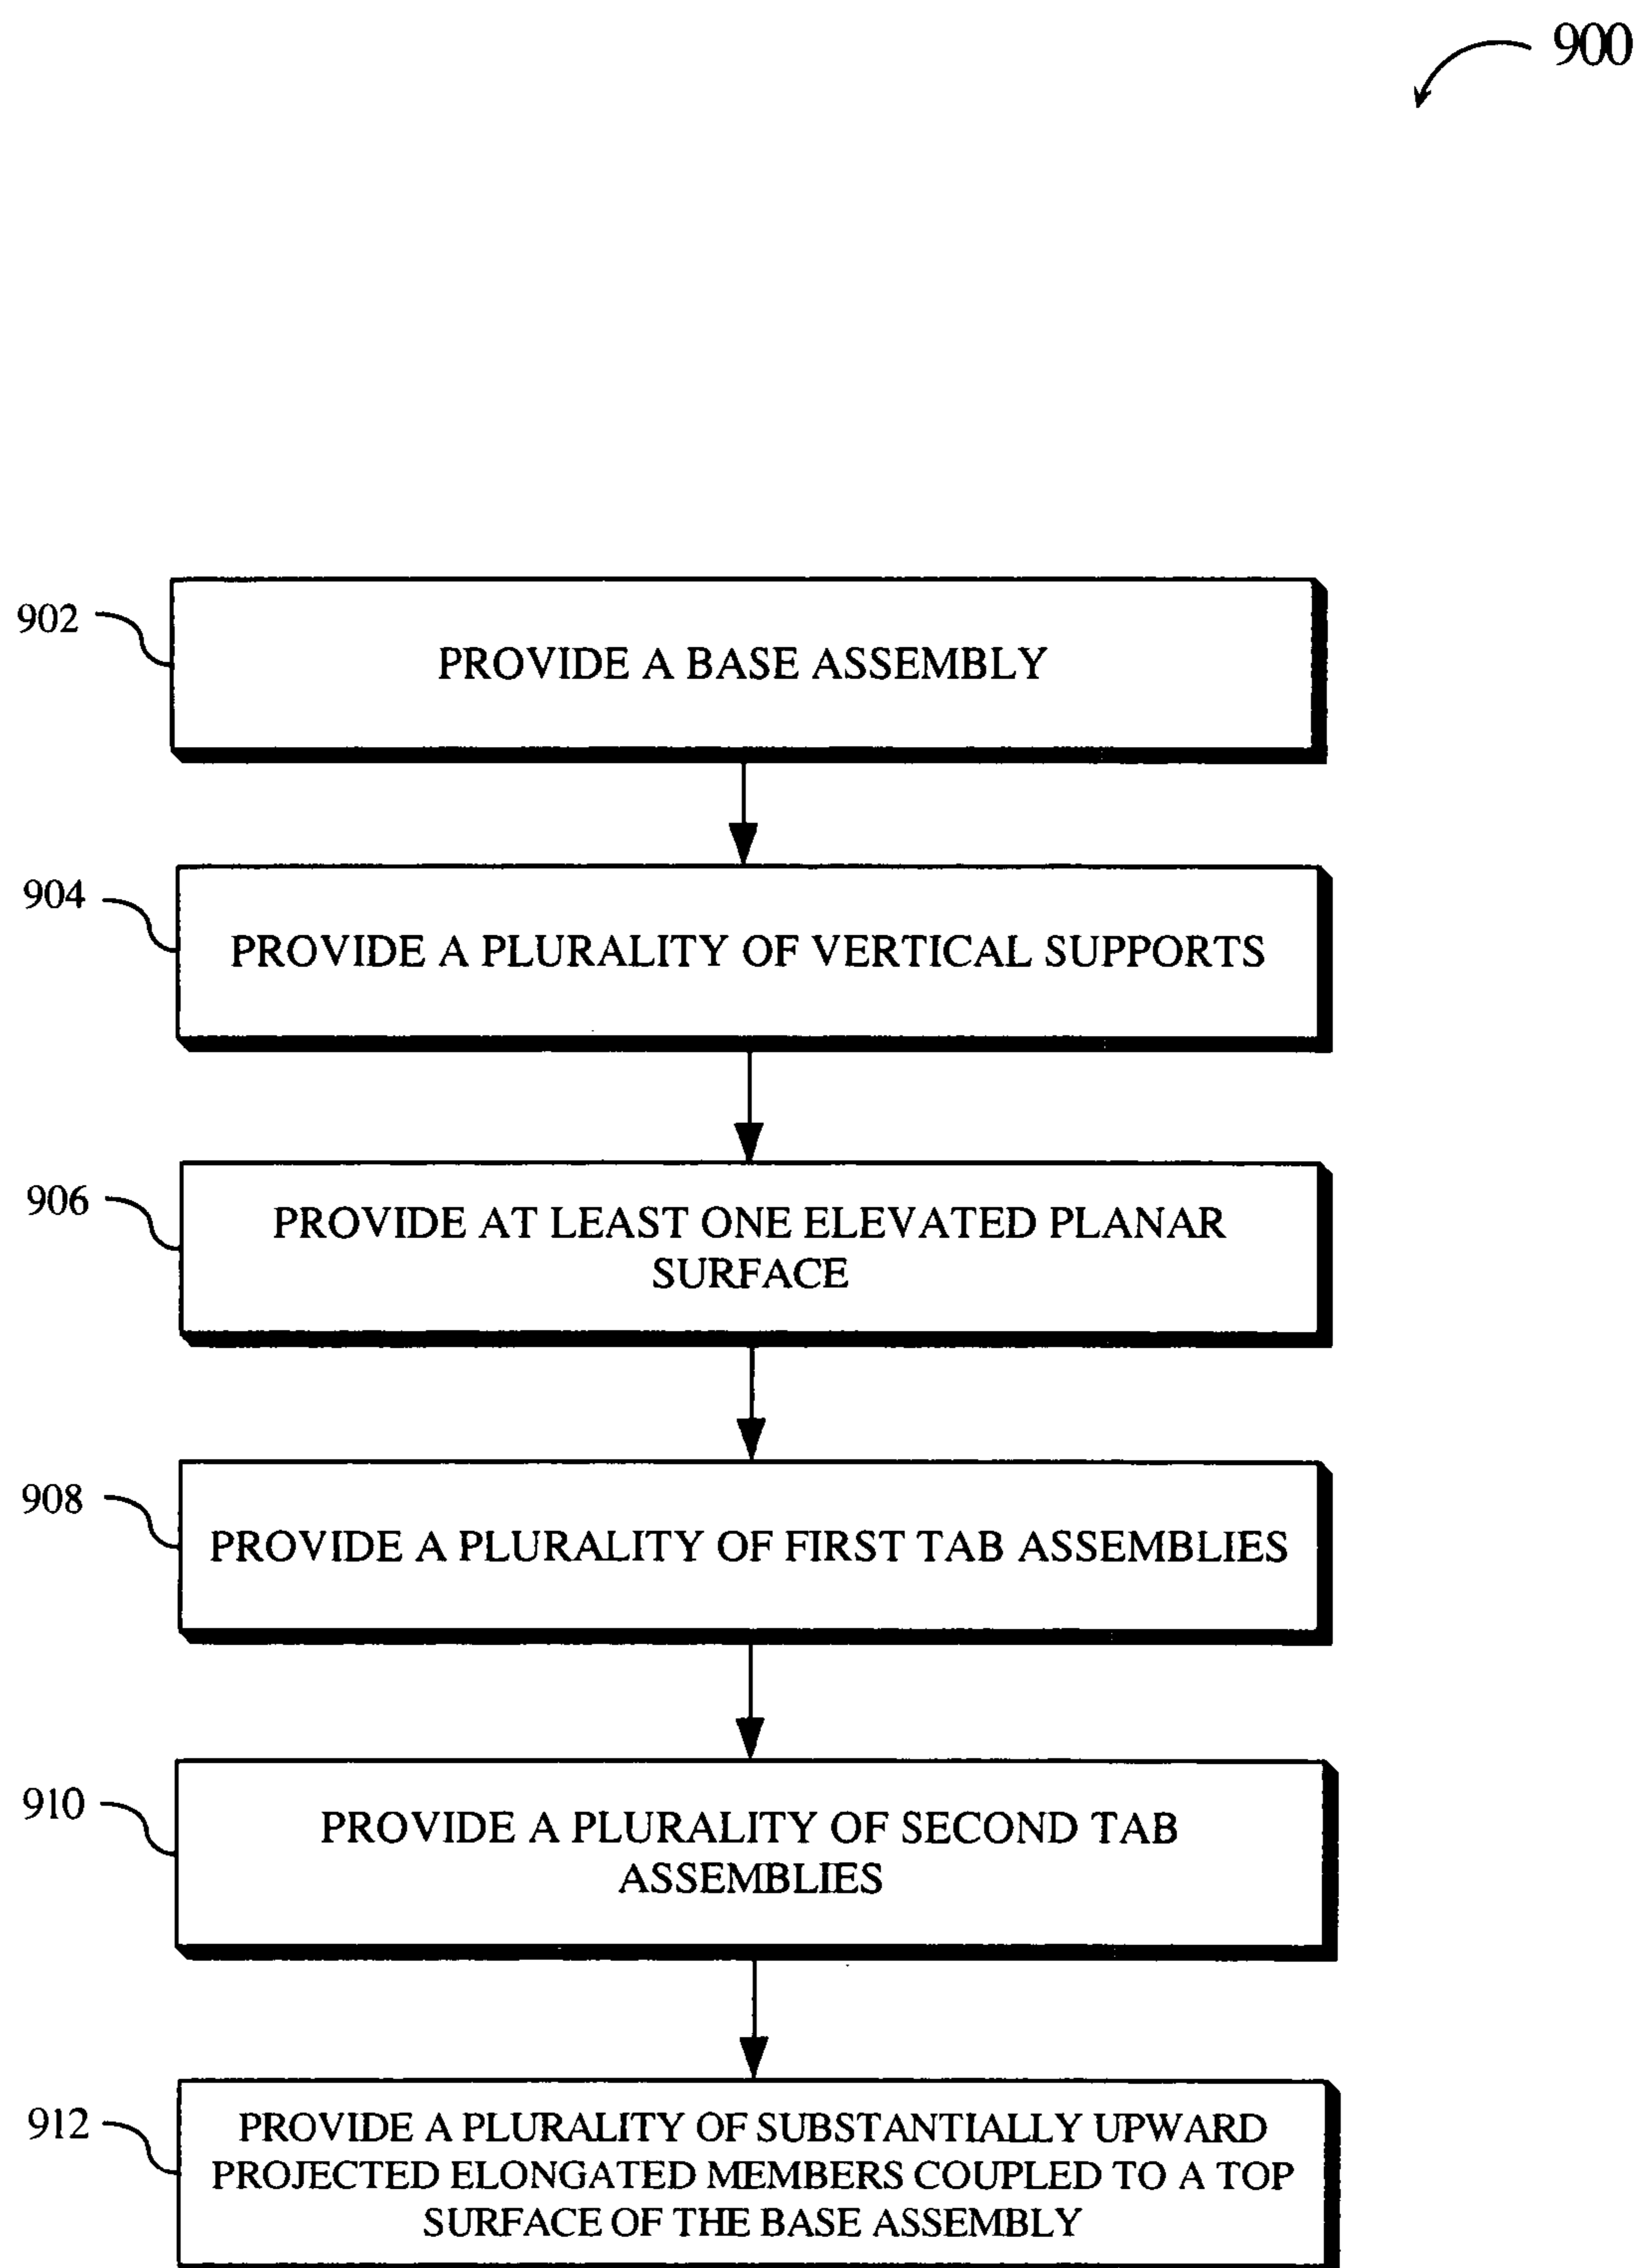 900
902
PROVIDE A BASE ASSEMBLY
904
PROVIDE A PLURALITY OF VERTICAL SUPPORTS
906
PROVIDE AT LEAST ONE ELEVATED PLANAR
SURFACE
908
PROVIDE A PLURALITY OF FIRST TAB ASSEMBLIES
910
PROVIDE A PLURALITY OF SECOND TAB
ASSEMBLIES
912
PROVIDE A PLURALITY OF SUBSTANTIALLY UPWARD
PROJECTED ELONGATED MEMBERS COUPLED TO A TOP
SURFACE OF THE BASE ASSEMBLY